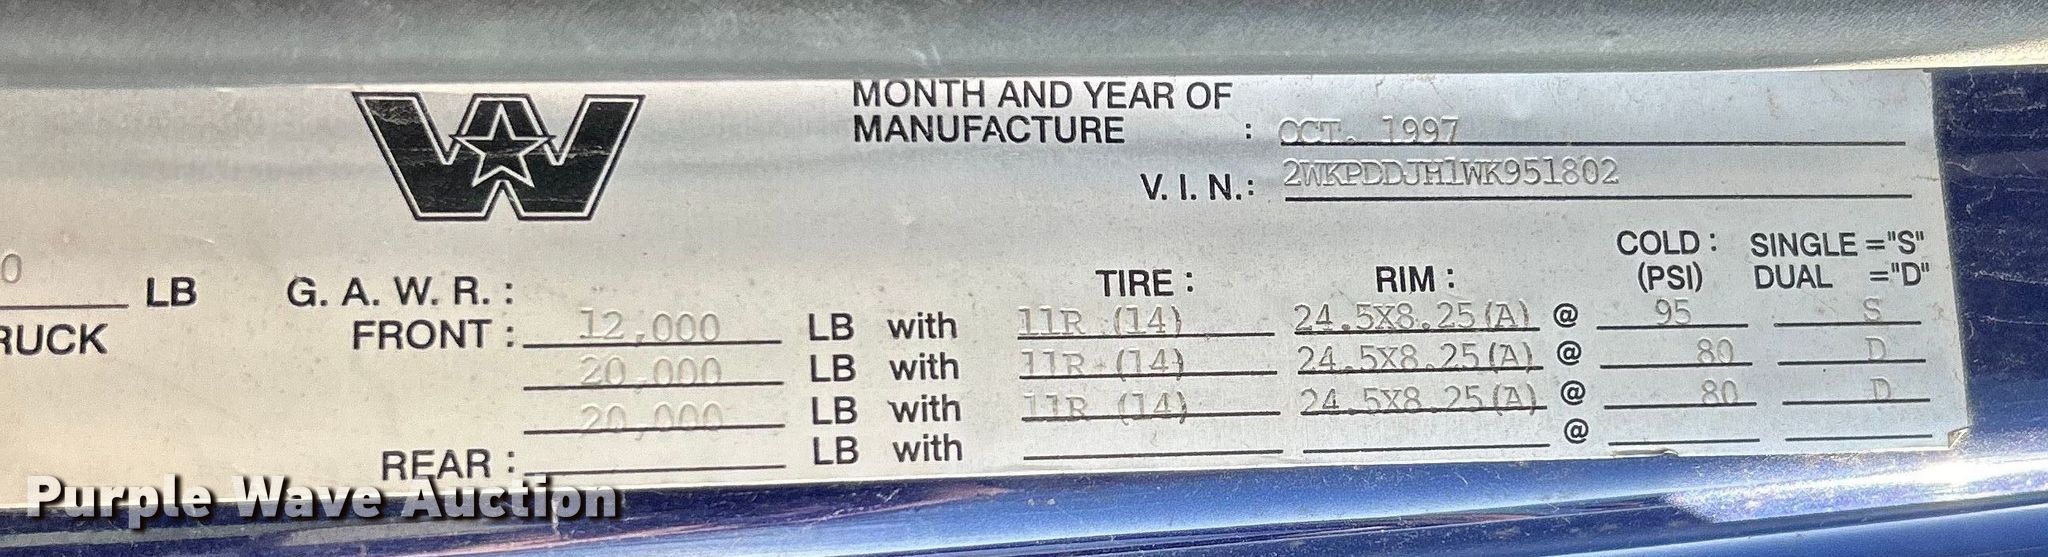 MONTH AND YEAR OF
MANUFACTURE : OCT. 1997
V. I. N.: 2WKPDDJH1WK951802
COLD : SINGLE ="S"
(PSI) DUAL ="D"
0 LB G. A. W. R. : TIRE : RIM :
RUCK FRONT : 12,000 LB with 11R (14) 24.5X8.25(A) @ 95 S
20,000 LB with 11R (14) 24.5X8.25(A) @ 80 D
20,000 LB with 11R (14) 24.5X8.25(A) @ 80 D
REAR : LB with @
Purple Wave Auction